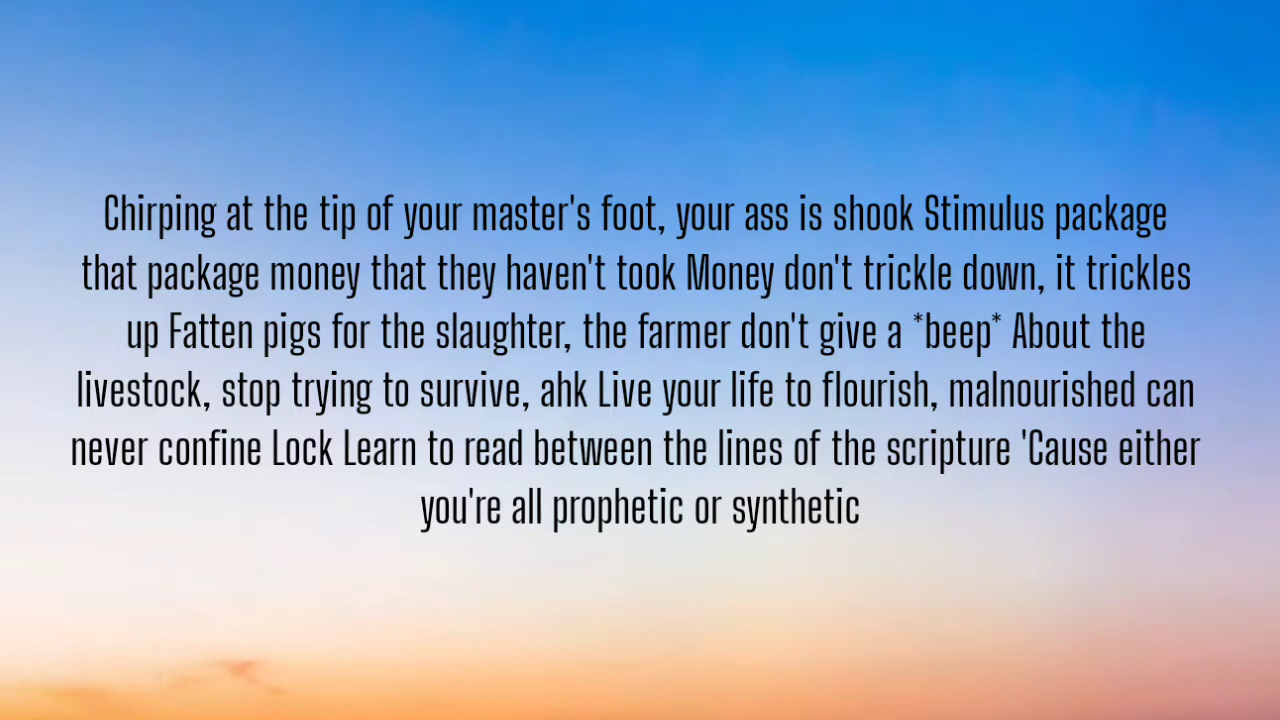 Chirping at the tip of your master's foot, your ass is shook Stimulus package
that package money that they haven't took Money don't trickle down, it trickles
up Fatten pigs for the slaughter, the farmer don't give a *beep* About the
livestock, stop trying to survive, ahk Live your life to flourish, malnourished can
never confine Lock Learn to read between the lines of the scripture 'Cause either
you're all prophetic or synthetic